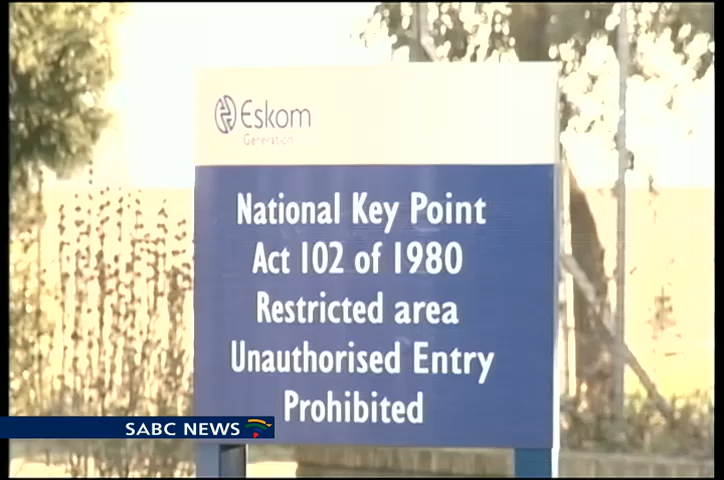 Eskom
Generation
National Key Point
Act 102 of 1980
Restricted area
Unauthorised Entry
Prohibited
SABC NEWS